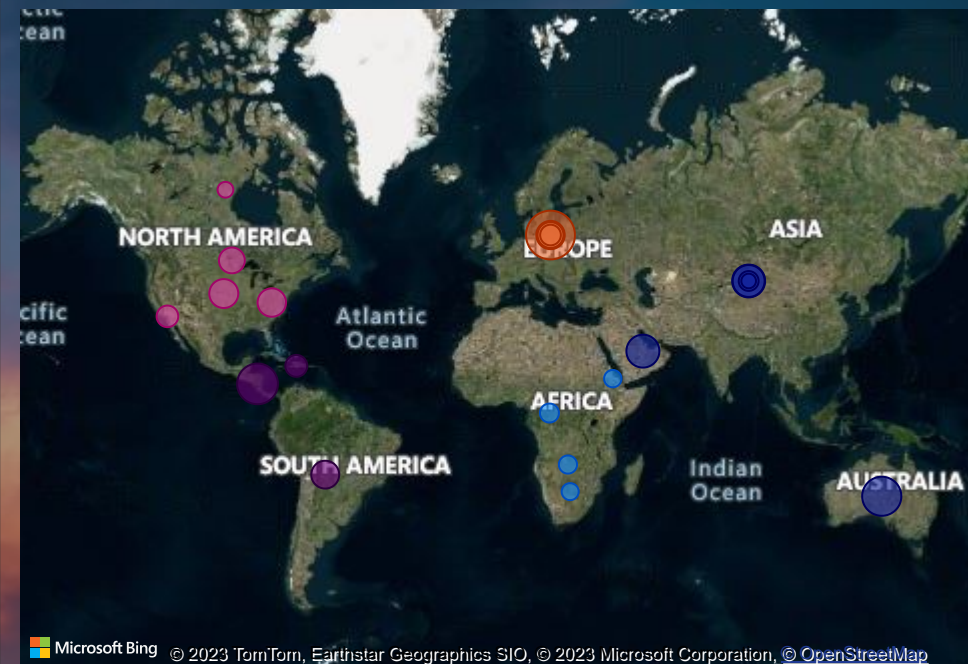 ctic
cean
NORTH AMERICA
ASIA
EUROPE
cific
cean
Atlantic
Ocean
AFRICA
SOUTH AMERICA
Indian
Ocean
AUSTRALIA
Microsoft Bing
© 2023 TomTom, Earthstar Geographics SIO, © 2023 Microsoft Corporation, © OpenStreetMap